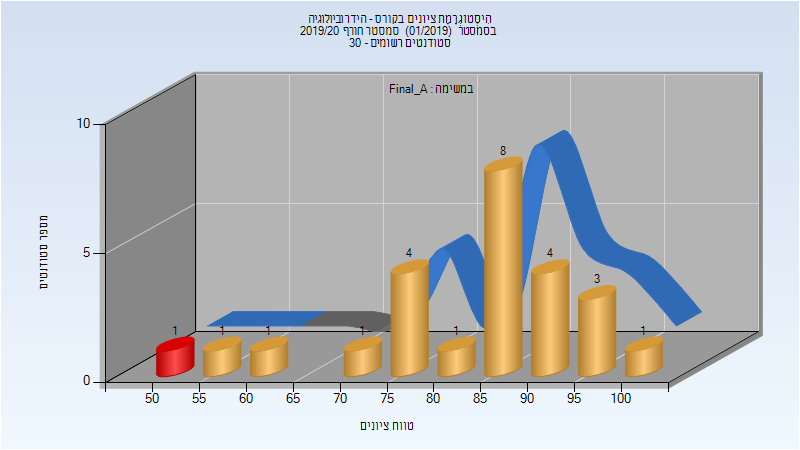 היסטוגרמת ציונים בקורס - הידרוביולוגיה
בסמסטר (01/2019) סמסטר חורף 2019/20
סטודנטים רשומים - 30
במשימה : Final_A
מספר סטודנטים
10
5
0
1 1 1 1 4 1 8 4 3 1
50 55 60 65 70 75 80 85 90 95 100
טווח ציונים